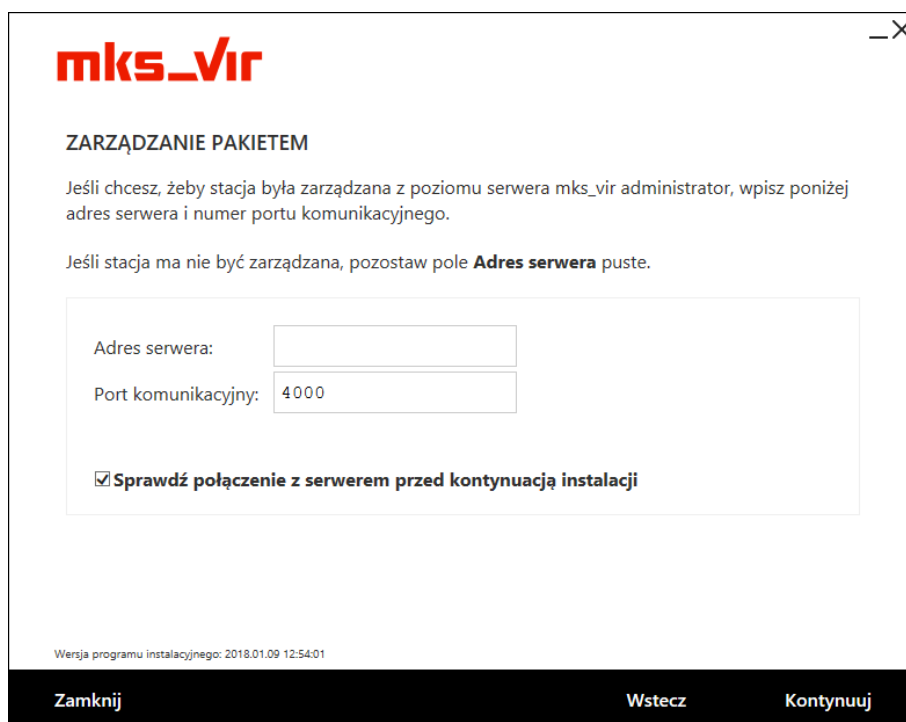 mks_vir
ZARZĄDZANIE PAKIETEM
Jeśli chcesz, żeby stacja była zarządzana z poziomu serwera mks_vir administrator, wpisz poniżej
adres serwera i numer portu komunikacyjnego.
Jeśli stacja ma nie być zarządzana, pozostaw pole Adres serwera puste.
Adres serwera:
Port komunikacyjny: 4000
Sprawdź połączenie z serwerem przed kontynuacją instalacji
Wersja programu instalacyjnego: 2018.01.09 12:54:01
Zamknij Wstecz Kontynuuj